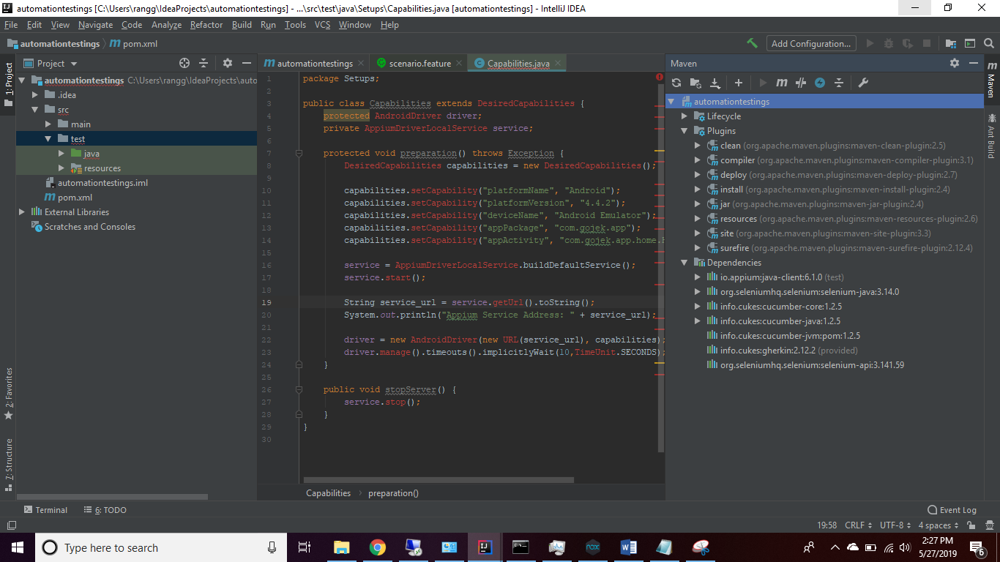 automationtestings [C:\Users\rangg\IdeaProjects\automationtestings] - ...\src\test\java\Setups\Capabilities.java [automationtestings] - IntelliJ IDEA
File Edit View Navigate Code Analyze Refactor Build Run Tools VCS Window Help
automationtestings pom.xml
Add Configuration...
1: Project
2: Favorites
7: Structure
Project
automationtestings C:\Users\rangg\IdeaProjects\auto
.idea
src
main
test
java
resources
automationtestings.iml
pom.xml
External Libraries
Scratches and Consoles
automationtestings scenario.feature Capabilities.java
1 package Setups;
2
3 public class Capabilities extends DesiredCapabilities {
4 protected AndroidDriver driver;
5 private AppiumDriverLocalService service;
6
7 protected void preparation() throws Exception {
8 DesiredCapabilities capabilities = new DesiredCapabilities();
9
10 capabilities.setCapability("platformName", "Android");
11 capabilities.setCapability("platformVersion", "4.4.2");
12 capabilities.setCapability("deviceName", "Android Emulator");
13 capabilities.setCapability("appPackage", "com.gojek.app");
14 capabilities.setCapability("appActivity", "com.gojek.app.home.
15
16 service = AppiumDriverLocalService.buildDefaultService();
17 service.start();
18
19 String service_url = service.getUrl().toString();
20 System.out.println("Appium Service Address: " + service_url);
21
22 driver = new AndroidDriver(new URL(service_url), capabilities);
23 driver.manage().timeouts().implicitlyWait(10,TimeUnit.SECONDS);
24 }
25
26 public void stopServer() {
27 service.stop();
28 }
29 }
30
Capabilities preparation()
Maven
automationtestings
Lifecycle
Plugins
clean (org.apache.maven.plugins:maven-clean-plugin:2.5)
compiler (org.apache.maven.plugins:maven-compiler-plugin:3.1)
deploy (org.apache.maven.plugins:maven-deploy-plugin:2.7)
install (org.apache.maven.plugins:maven-install-plugin:2.4)
jar (org.apache.maven.plugins:maven-jar-plugin:2.4)
resources (org.apache.maven.plugins:maven-resources-plugin:2.6)
site (org.apache.maven.plugins:maven-site-plugin:3.3)
surefire (org.apache.maven.plugins:maven-surefire-plugin:2.12.4)
Dependencies
io.appium:java-client:6.1.0 (test)
org.seleniumhq.selenium:selenium-java:3.14.0
info.cukes:cucumber-core:1.2.5
info.cukes:cucumber-java:1.2.5
info.cukes:cucumber-jvm:pom:1.2.5
info.cukes:gherkin:2.12.2 (provided)
org.seleniumhq.selenium:selenium-api:3.141.59
Maven
Ant Build
Terminal 6: TODO Event Log
19:58 CRLF UTF-8 4 spaces
Type here to search
2:27 PM
5/27/2019
6